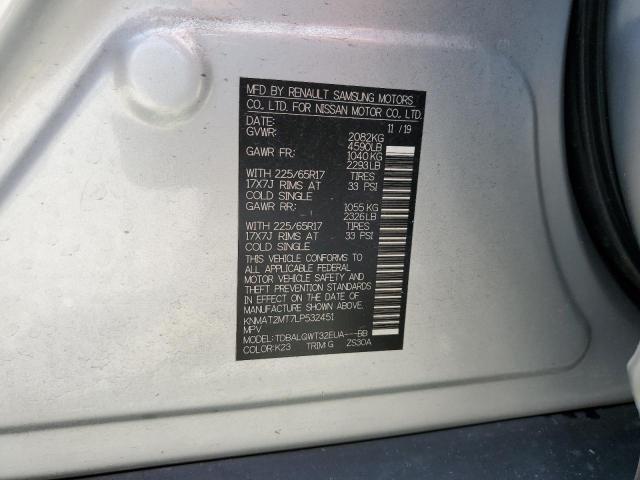 MFD BY RENAULT SAMSUNG MOTORS
CO. LTD. FOR NISSAN MOTOR CO. LTD.
DATE: 11 / 19
GVWR: 2082KG
4590LB
GAWR FR: 1040KG
2293LB
WITH 225/65R17 TIRES
17X7J RIMS AT 33 PSI
COLD SINGLE
GAWR RR: 1055KG
2326LB
WITH 225/65R17 TIRES
17X7J RIMS AT 33 PSI
COLD SINGLE
THIS VEHICLE CONFORMS TO
ALL APPLICABLE FEDERAL
MOTOR VEHICLE SAFETY AND
THEFT PREVENTION STANDARDS
IN EFFECT ON THE DATE OF
MANUFACTURE SHOWN ABOVE.
KNMAT2MT7LP532451
MPV
MODEL: TDBALQWT32EUA---BB
COLOR: K23 TRIM: G ZS30A